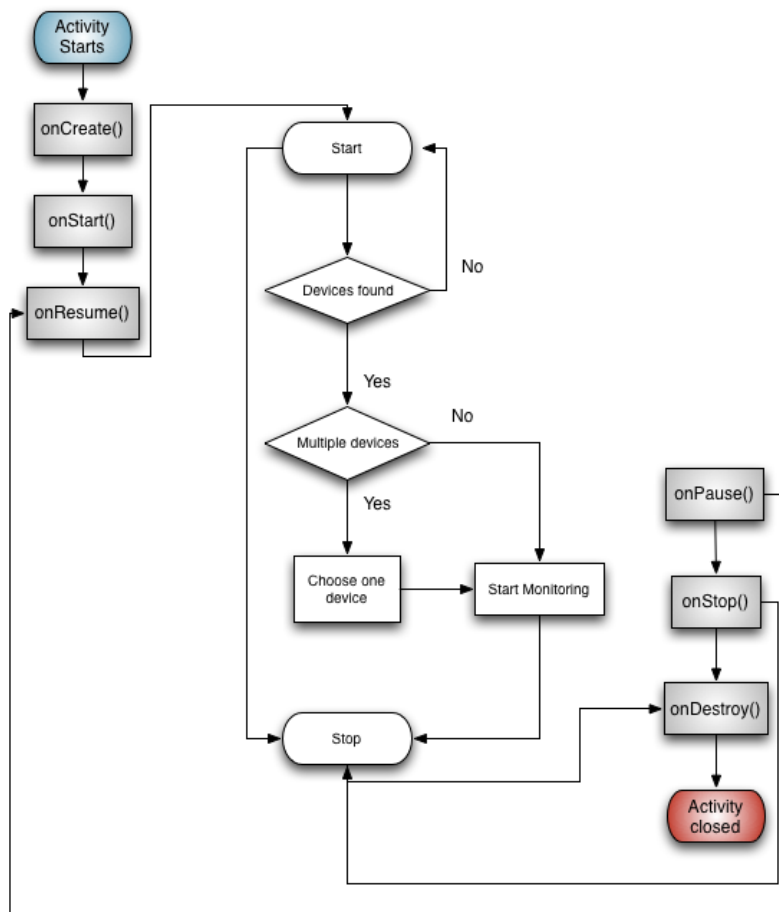 Activity
Starts
onCreate()
onStart()
onResume()
Start
Devices found
No
Yes
Multiple devices
No
Yes
Choose one
device
Start Monitoring
Stop
onPause()
onStop()
onDestroy()
Activity
closed